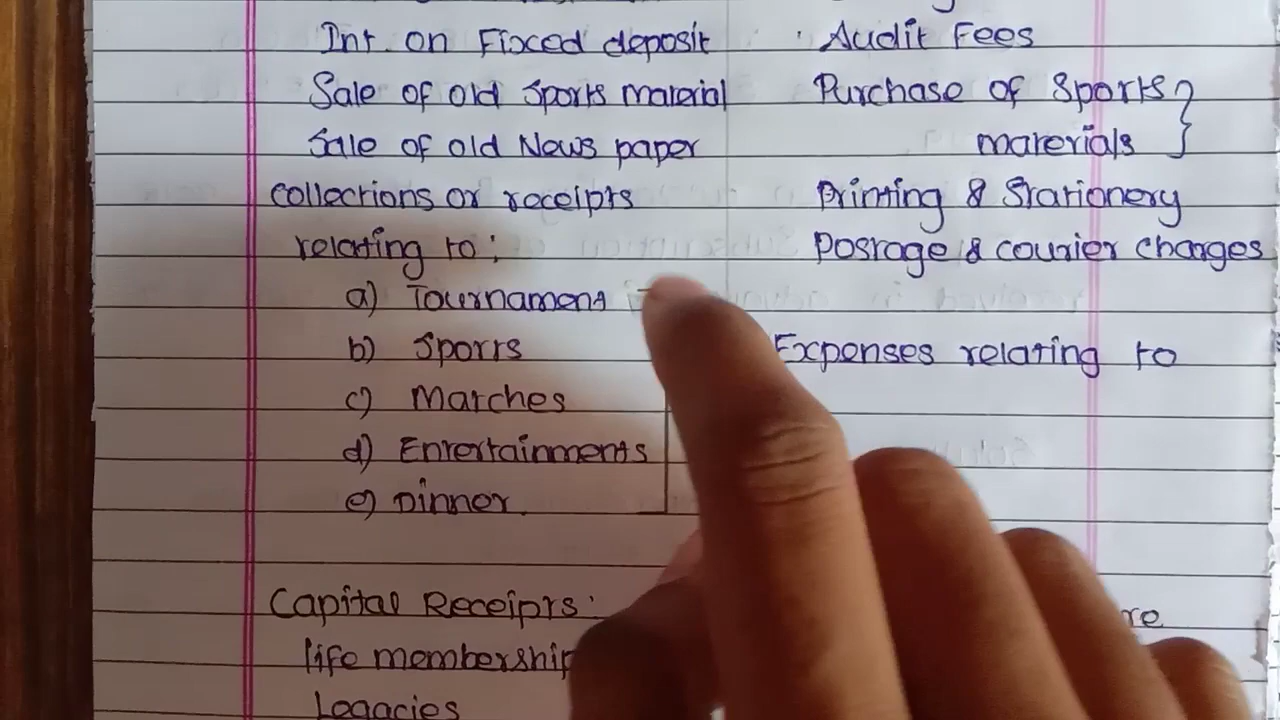 Int. on Fixed deposit
Sale of old Sports material
Sale of old News paper
collections or receipts
relating to:
a) Tournament
b) Sports
c) Matches
d) Entertainments
e) Dinner
Capital Receipts:
life membership
Legacies
Audit Fees
Purchase of Sports
materials
Printing & Stationery
Postage & courier charges
Expenses relating to